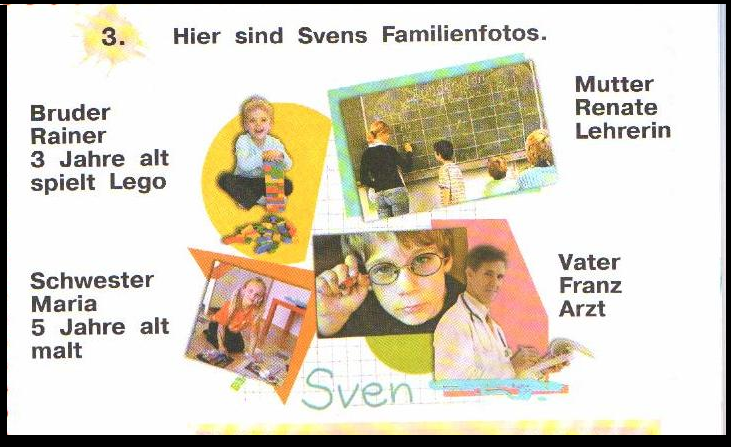 3. Hier sind Svens Familienfotos.
Bruder
Rainer
3 Jahre alt
spielt Lego
Mutter
Renate
Lehrerin
Schwester
Maria
5 Jahre alt
malt
Vater
Franz
Arzt
Sven